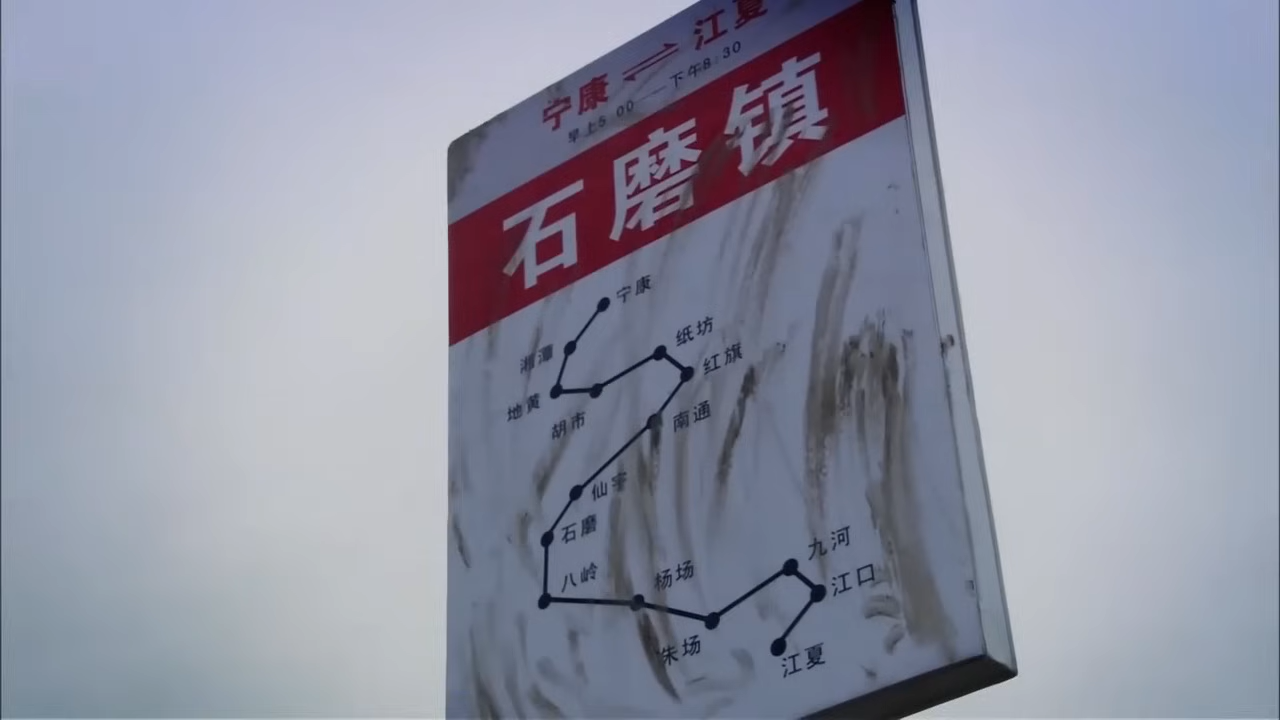 宁康⇌江夏
早上5:00——下午8:30
石磨镇
宁康
湘潭
地黄
胡市
纸坊
红旗
南通
石磨
八岭
杨场
朱场
九河
江口
江夏